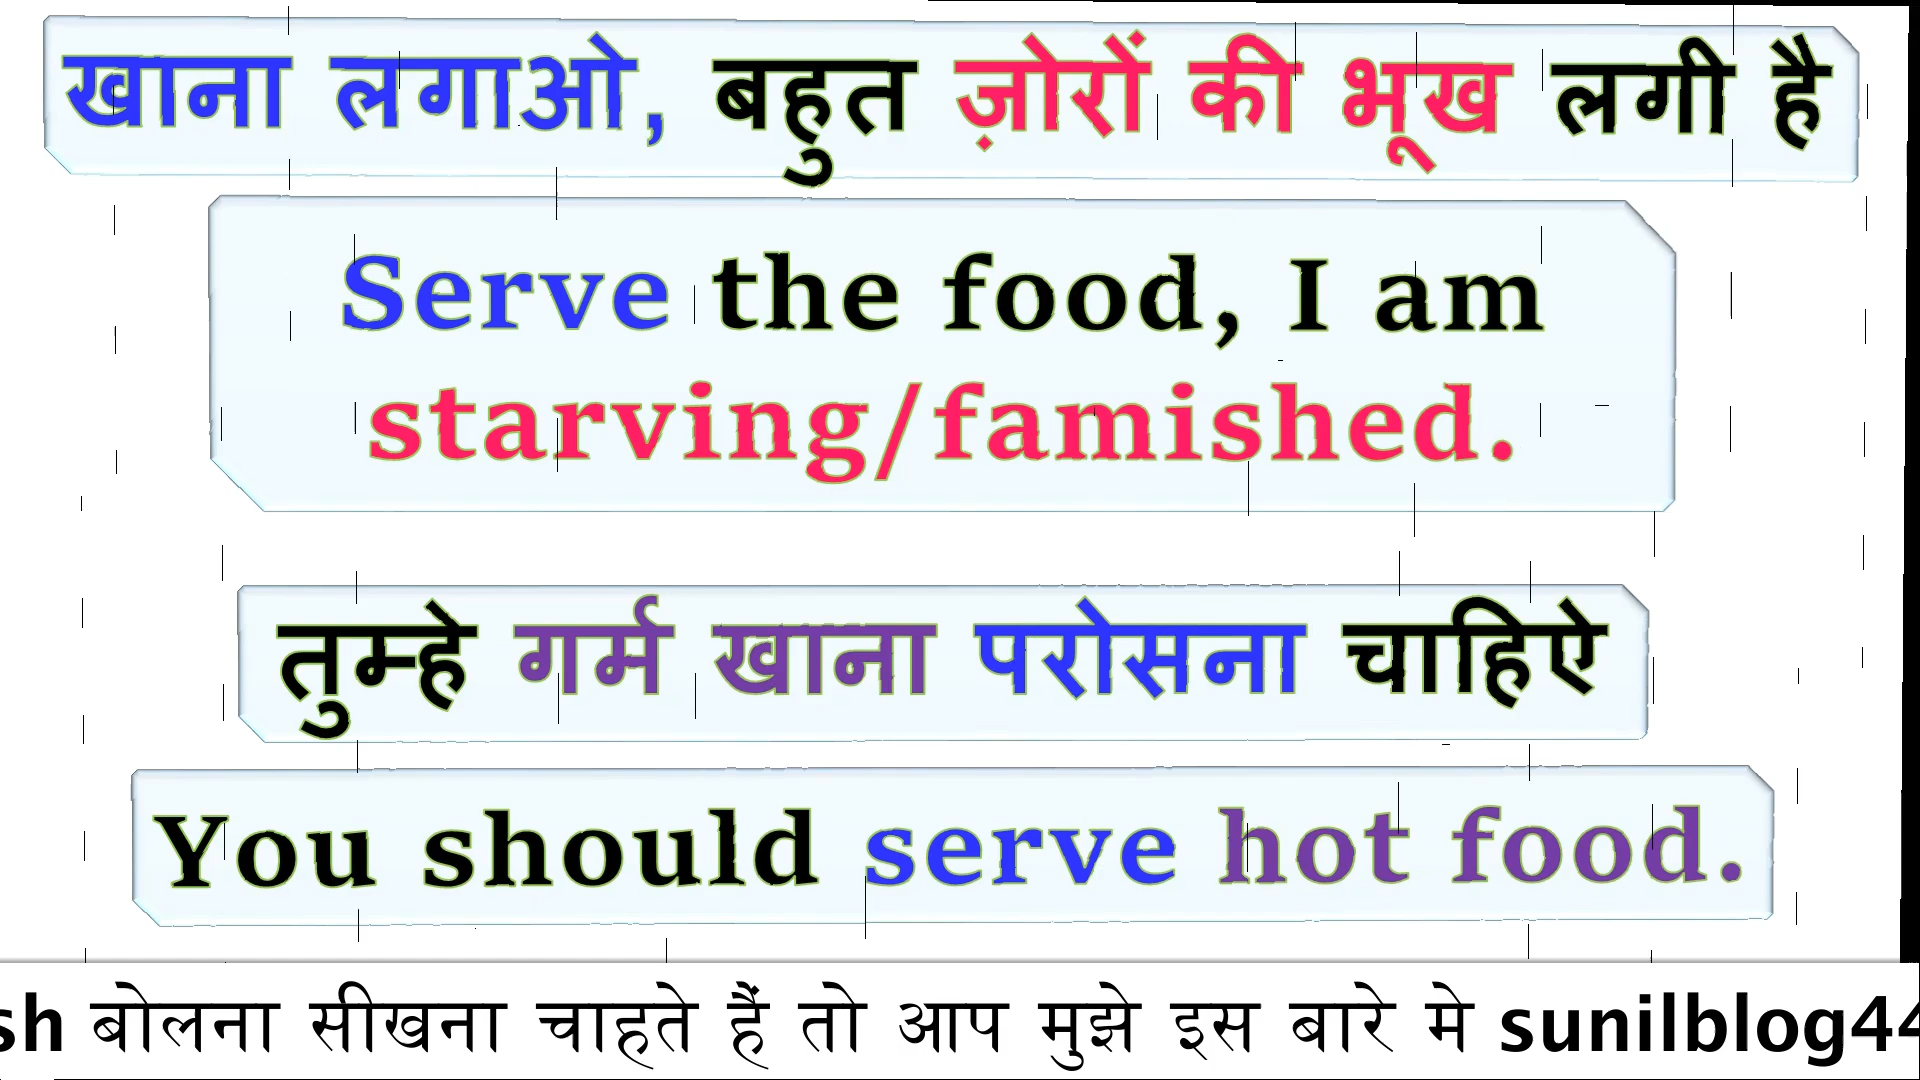 खाना लगाओ, बहुत ज़ोरों की भूख लगी है
Serve the food, I am
starving/famished.
तुम्हे गर्म खाना परोसना चाहिऐ
You should serve hot food.
sh बोलना सीखना चाहते हैं तो आप मुझे इस बारे मे sunilblog44